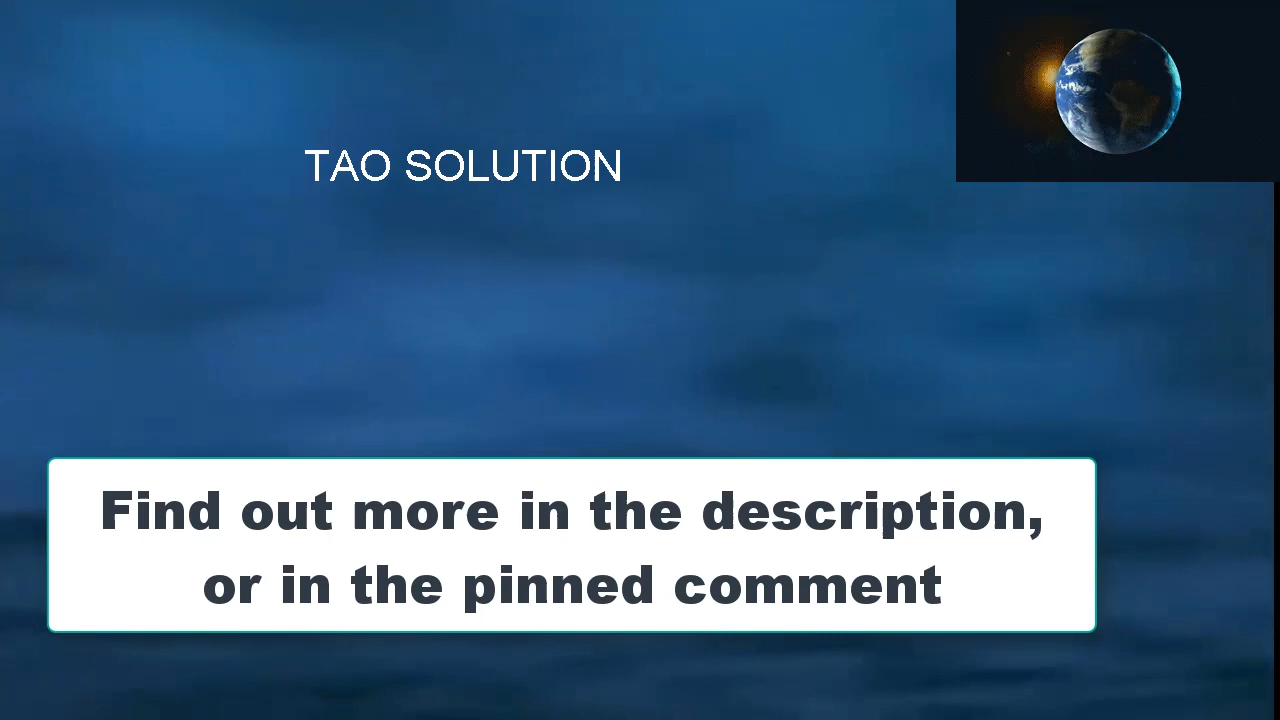 TAO SOLUTION
Find out more in the description,
or in the pinned comment